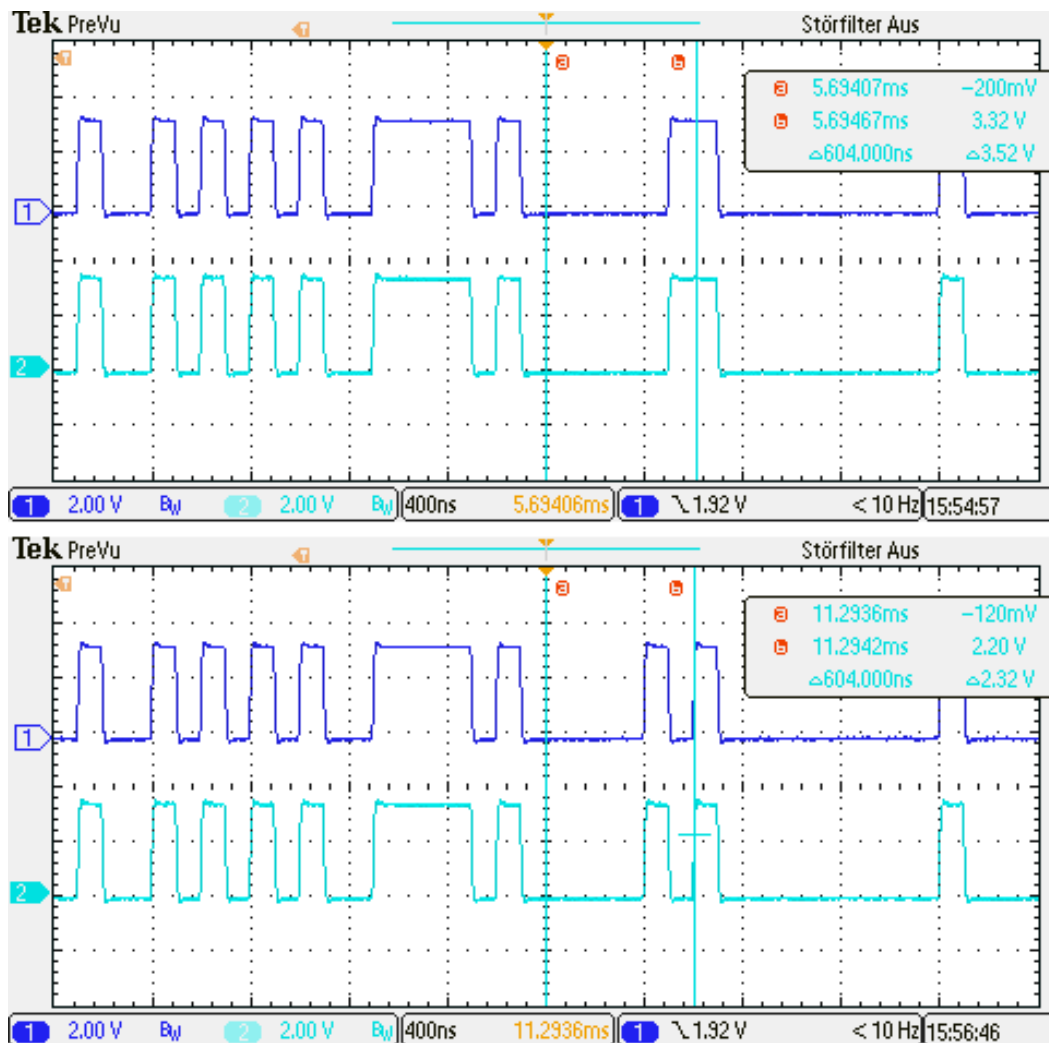 Tek PreVu Störfilter Aus
T T
a b
a 5.69407ms −200mV
b 5.69467ms 3.32 V
△604.000ns △3.52 V
1
2
1 2.00 V BW 2 2.00 V BW 400ns 5.69406ms 1 1.92 V < 10 Hz 15:54:57
Tek PreVu Störfilter Aus
T T
a b
a 11.2936ms −120mV
b 11.2942ms 2.20 V
△604.000ns △2.32 V
1
2
1 2.00 V BW 2 2.00 V BW 400ns 11.2936ms 1 1.92 V < 10 Hz 15:56:46